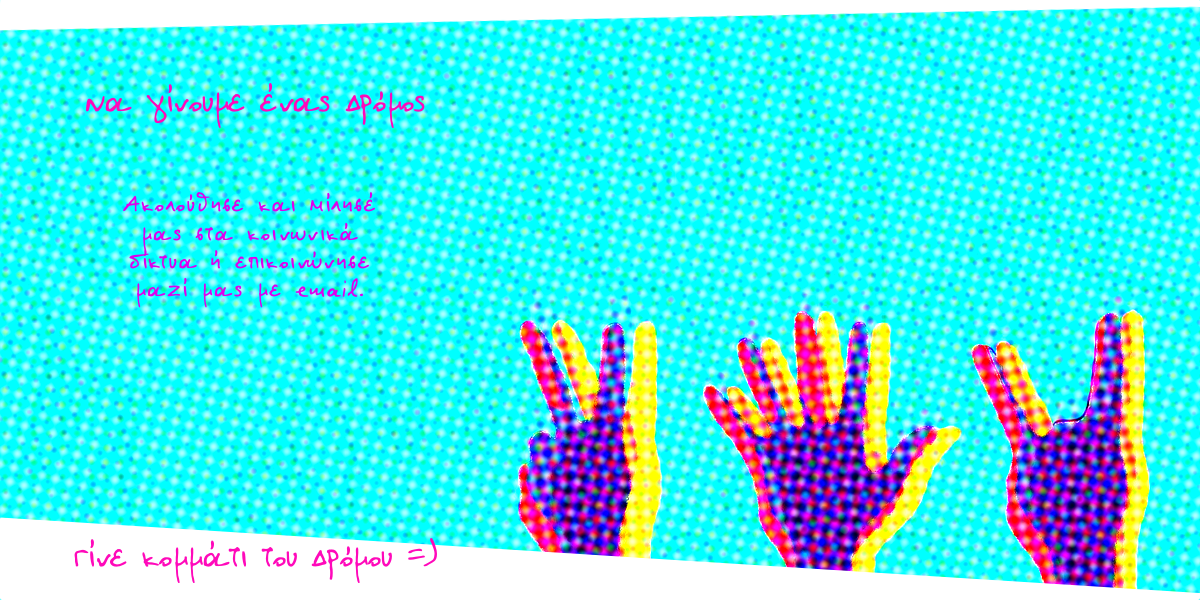 να γίνουμε ένας Δρόμος
Ακολούθησε και μίλησέ
μας στα κοινωνικά
δίκτυα ή επικοινώνησε
μαζί μας με email.
Γίνε κομμάτι του Δρόμου =)